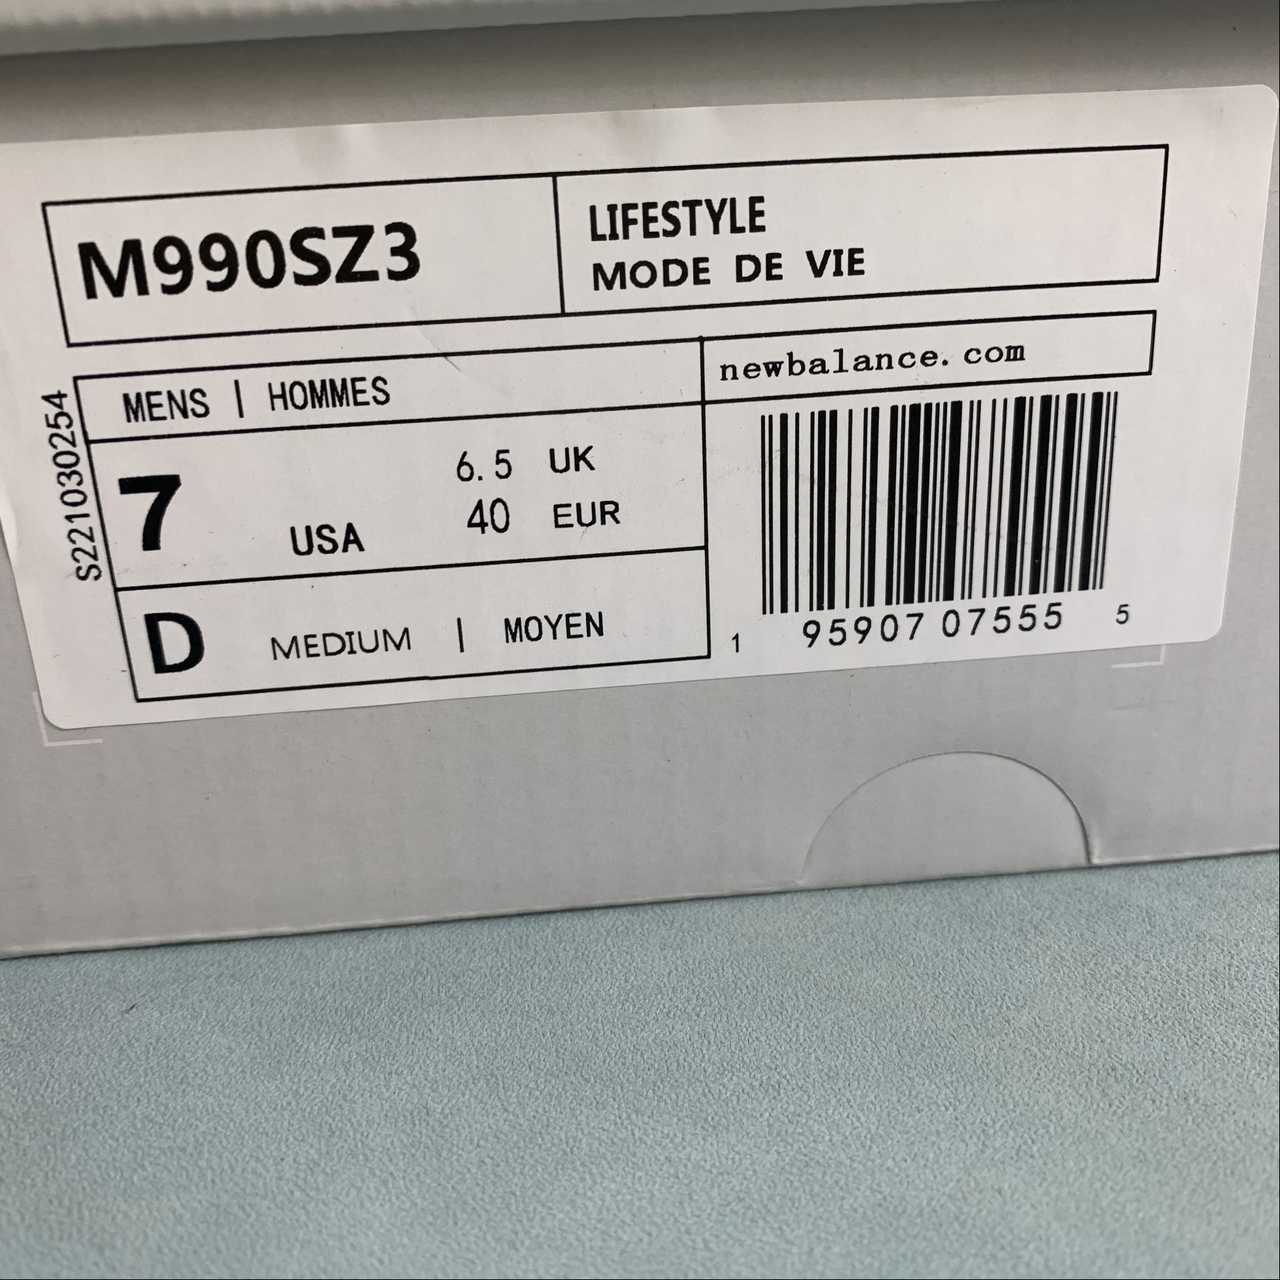 M990SZ3
LIFESTYLE
MODE DE VIE
MENS | HOMMES
newbalance.com
S221030254
7 USA
6.5 UK
40 EUR
D MEDIUM | MOYEN
1 95907 07555 5